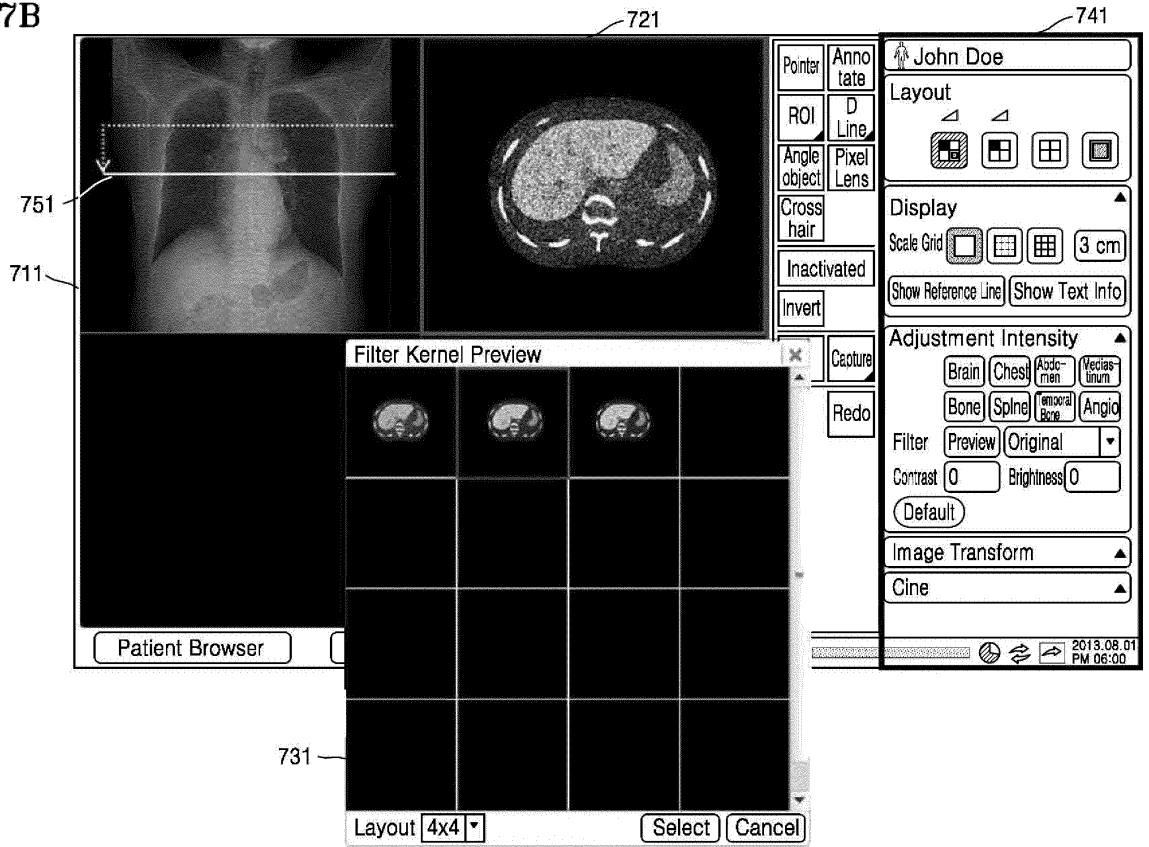 7B
721
741
751
711
731
Pointer
Anno
tate
ROI
D
Line
Angle
object
Pixel
Lens
Cross
hair
Inactivated
Invert
Capture
Redo
John Doe
Layout
Display
Scale Grid
3 cm
Show Reference Line
Show Text Info
Adjustment Intensity
Brain
Chest
Abdo-
men
Medias-
tinum
Bone
Spine
Temporal
Bone
Angio
Filter
Preview
Original
Contrast
0
Brightness
0
Default
Image Transform
Cine
2013.08.01
PM 06:00
Patient Browser
Filter Kernel Preview
Layout
4x4
Select
Cancel